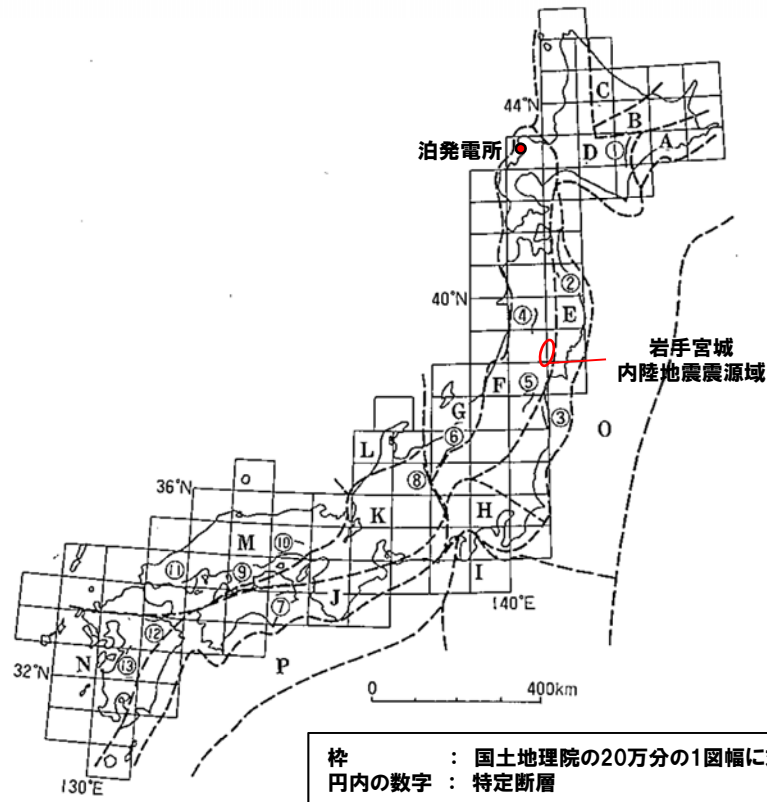 44°N
C
B
A
D ①
泊発電所
②
40°N
④
E
岩手宮城
内陸地震震源域
F ⑤
G
③
O
⑥
L
⑧
36°N
K
H
M
⑩
⑪
⑨
I
J
140°E
⑦
⑫
N
⑬
32°N
P
0 400km
130°E
枠 : 国土地理院の20万分の1図幅に
円内の数字 : 特定断層